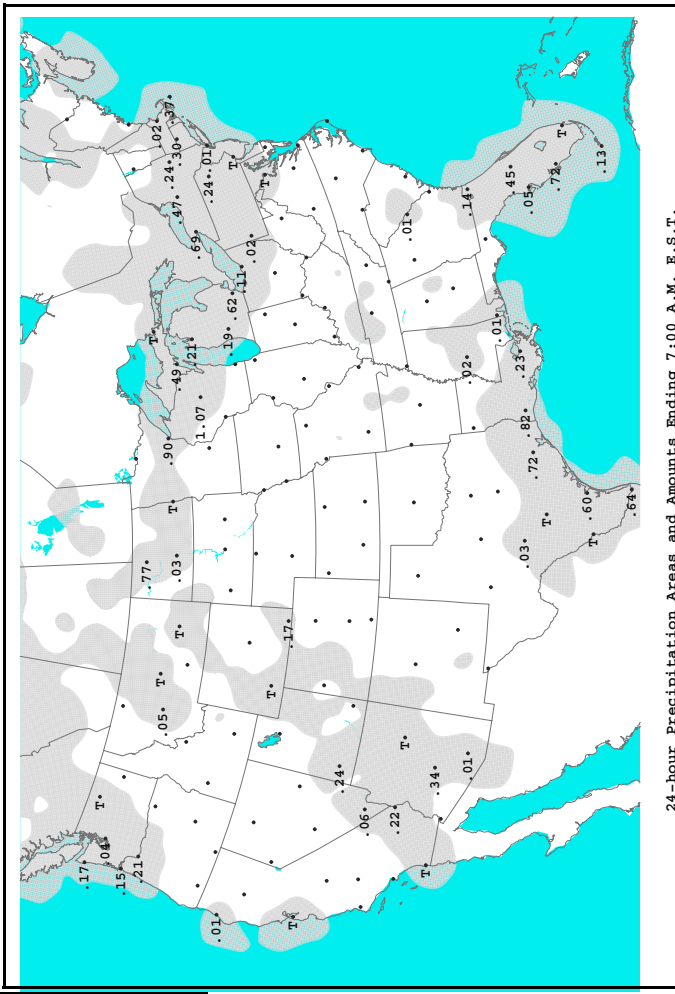 .17
T
.04
.15
.21
.77
T
.02
T
.05
.90
.24
.37
T
.03
.49
.47
.30
T
.21
.69
1.07
.24
.01
.01
.19
.62
T
.11
.02
T
T
.17
T
.24
.06
.22
T
.01
T
.34
.01
.02
.14
.01
.45
.23
.03
.82
.05
.72
T
.72
T
.60
T
.13
.64
24-hour Precipitation Areas and Amounts Ending 7:00 A.M. E.S.T.